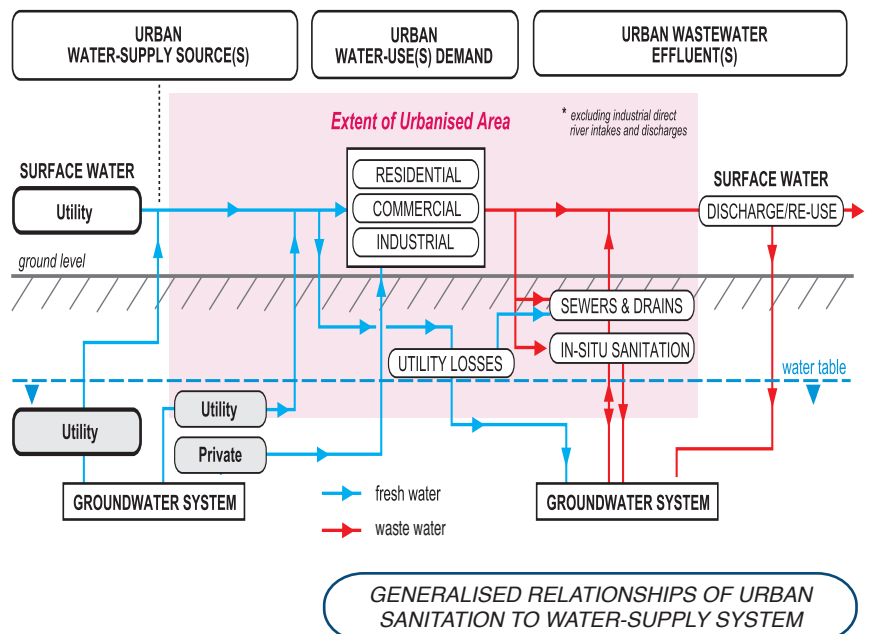 URBAN
WATER-SUPPLY SOURCE(S)
URBAN
WATER-USE(S) DEMAND
URBAN WASTEWATER
EFFLUENT(S)
Extent of Urbanised Area
* excluding industrial direct
river intakes and discharges
SURFACE WATER
Utility
RESIDENTIAL
COMMERCIAL
INDUSTRIAL
SURFACE WATER
DISCHARGE/RE-USE
ground level
SEWERS & DRAINS
UTILITY LOSSES
IN-SITU SANITATION
water table
Utility
Utility
Private
GROUNDWATER SYSTEM
fresh water
waste water
GROUNDWATER SYSTEM
GENERALISED RELATIONSHIPS OF URBAN
SANITATION TO WATER-SUPPLY SYSTEM